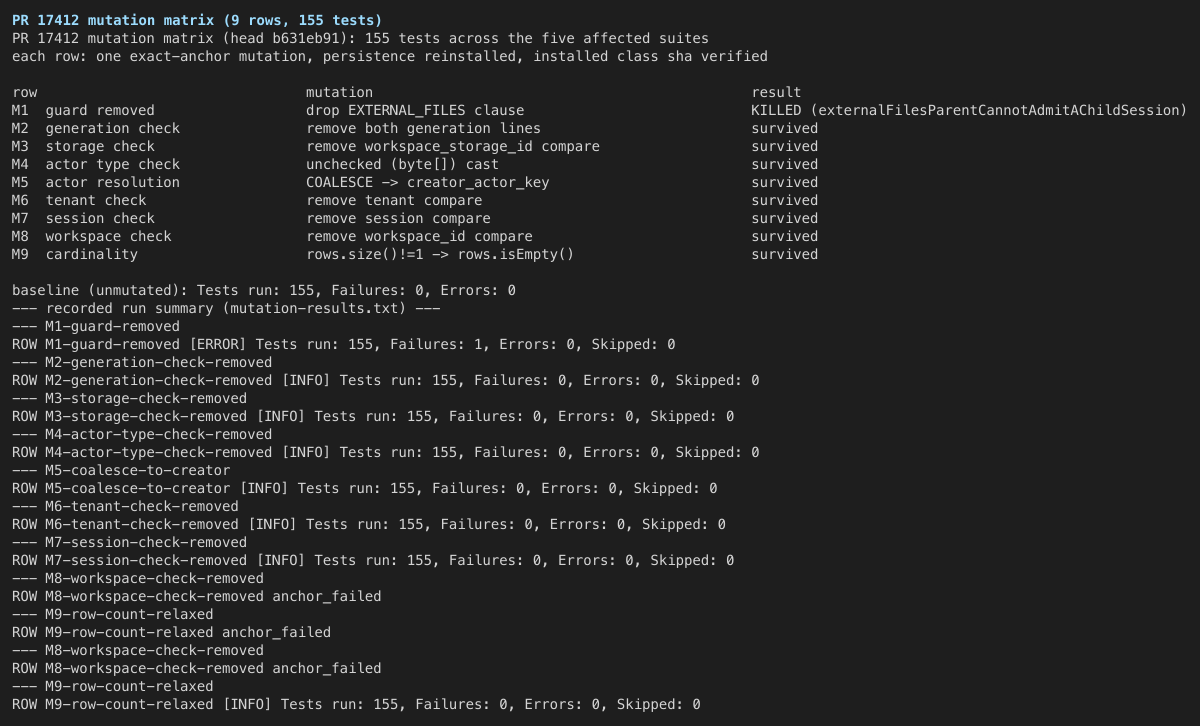 PR 17412 mutation matrix (9 rows, 155 tests)
PR 17412 mutation matrix (head b631eb91): 155 tests across the five affected suites
each row: one exact-anchor mutation, persistence reinstalled, installed class sha verified
row mutation result
M1 guard removed drop EXTERNAL_FILES clause KILLED (externalFilesParentCannotAdmitAChildSession)
M2 generation check remove both generation lines survived
M3 storage check remove workspace_storage_id compare survived
M4 actor type check unchecked (byte[]) cast survived
M5 actor resolution COALESCE -> creator_actor_key survived
M6 tenant check remove tenant compare survived
M7 session check remove session compare survived
M8 workspace check remove workspace_id compare survived
M9 cardinality rows.size()!=1 -> rows.isEmpty() survived
baseline (unmutated): Tests run: 155, Failures: 0, Errors: 0
--- recorded run summary (mutation-results.txt) ---
--- M1-guard-removed
ROW M1-guard-removed [ERROR] Tests run: 155, Failures: 1, Errors: 0, Skipped: 0
--- M2-generation-check-removed
ROW M2-generation-check-removed [INFO] Tests run: 155, Failures: 0, Errors: 0, Skipped: 0
--- M3-storage-check-removed
ROW M3-storage-check-removed [INFO] Tests run: 155, Failures: 0, Errors: 0, Skipped: 0
--- M4-actor-type-check-removed
ROW M4-actor-type-check-removed [INFO] Tests run: 155, Failures: 0, Errors: 0, Skipped: 0
--- M5-coalesce-to-creator
ROW M5-coalesce-to-creator [INFO] Tests run: 155, Failures: 0, Errors: 0, Skipped: 0
--- M6-tenant-check-removed
ROW M6-tenant-check-removed [INFO] Tests run: 155, Failures: 0, Errors: 0, Skipped: 0
--- M7-session-check-removed
ROW M7-session-check-removed [INFO] Tests run: 155, Failures: 0, Errors: 0, Skipped: 0
--- M8-workspace-check-removed
ROW M8-workspace-check-removed anchor_failed
--- M9-row-count-relaxed
ROW M9-row-count-relaxed anchor_failed
--- M8-workspace-check-removed
ROW M8-workspace-check-removed anchor_failed
--- M9-row-count-relaxed
ROW M9-row-count-relaxed [INFO] Tests run: 155, Failures: 0, Errors: 0, Skipped: 0